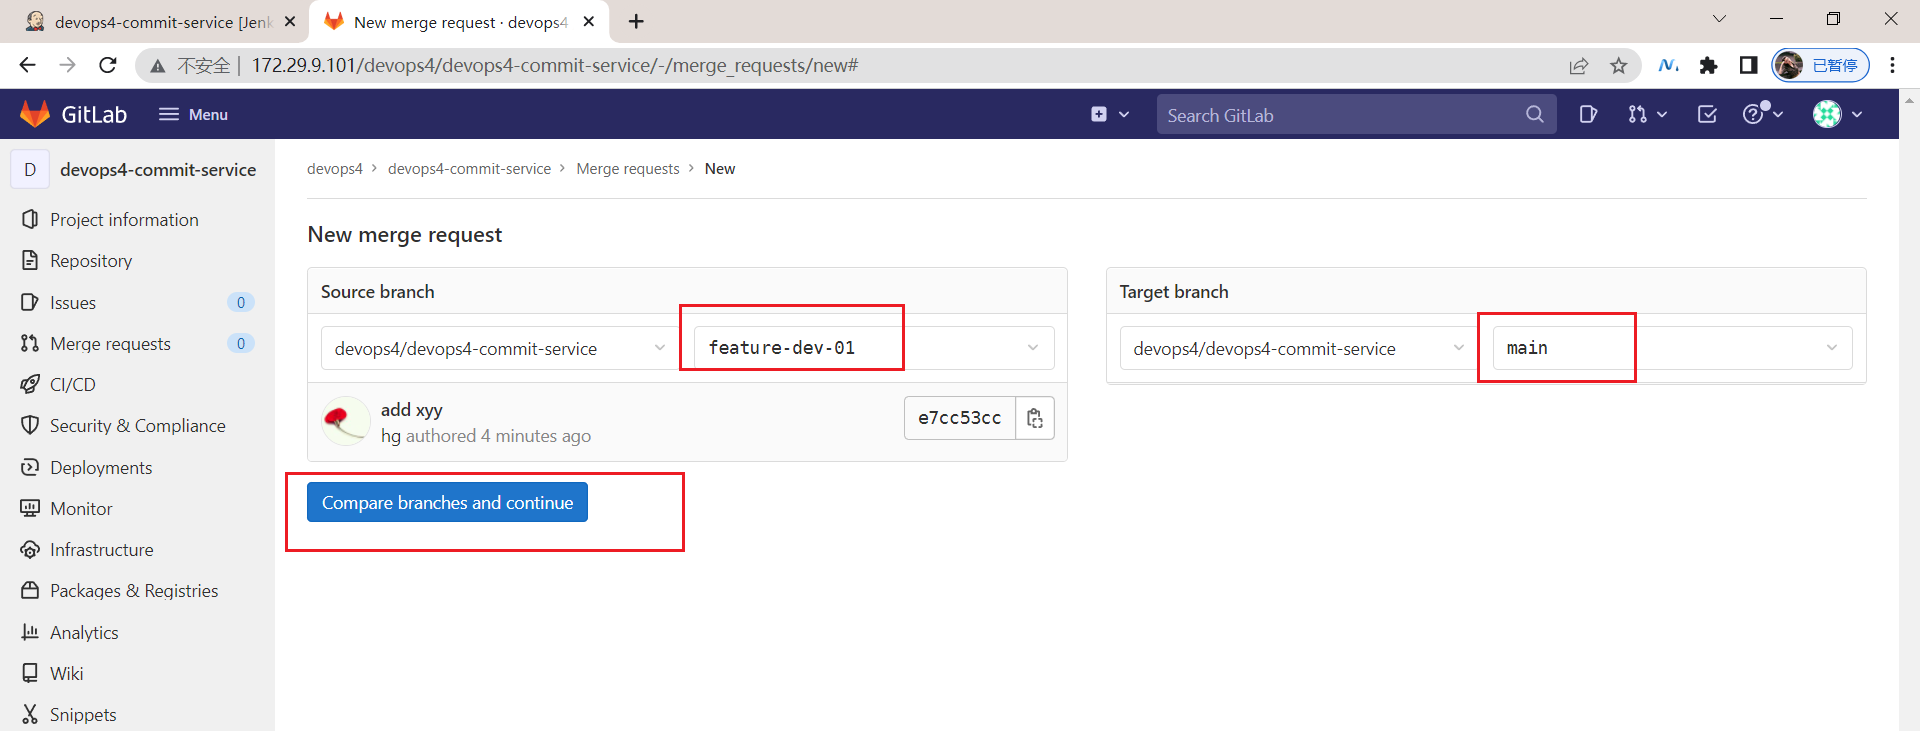 devops4-commit-service [Jenk
New merge request · devops4
不安全 | 172.29.9.101/devops4/devops4-commit-service/-/merge_requests/new#
已暂停
GitLab
Menu
Search GitLab
D
devops4-commit-service
Project information
Repository
Issues 0
Merge requests 0
CI/CD
Security & Compliance
Deployments
Monitor
Infrastructure
Packages & Registries
Analytics
Wiki
Snippets
devops4 > devops4-commit-service > Merge requests > New
New merge request
Source branch
devops4/devops4-commit-service
feature-dev-01
add xyy
hg authored 4 minutes ago
e7cc53cc
Target branch
devops4/devops4-commit-service
main
Compare branches and continue